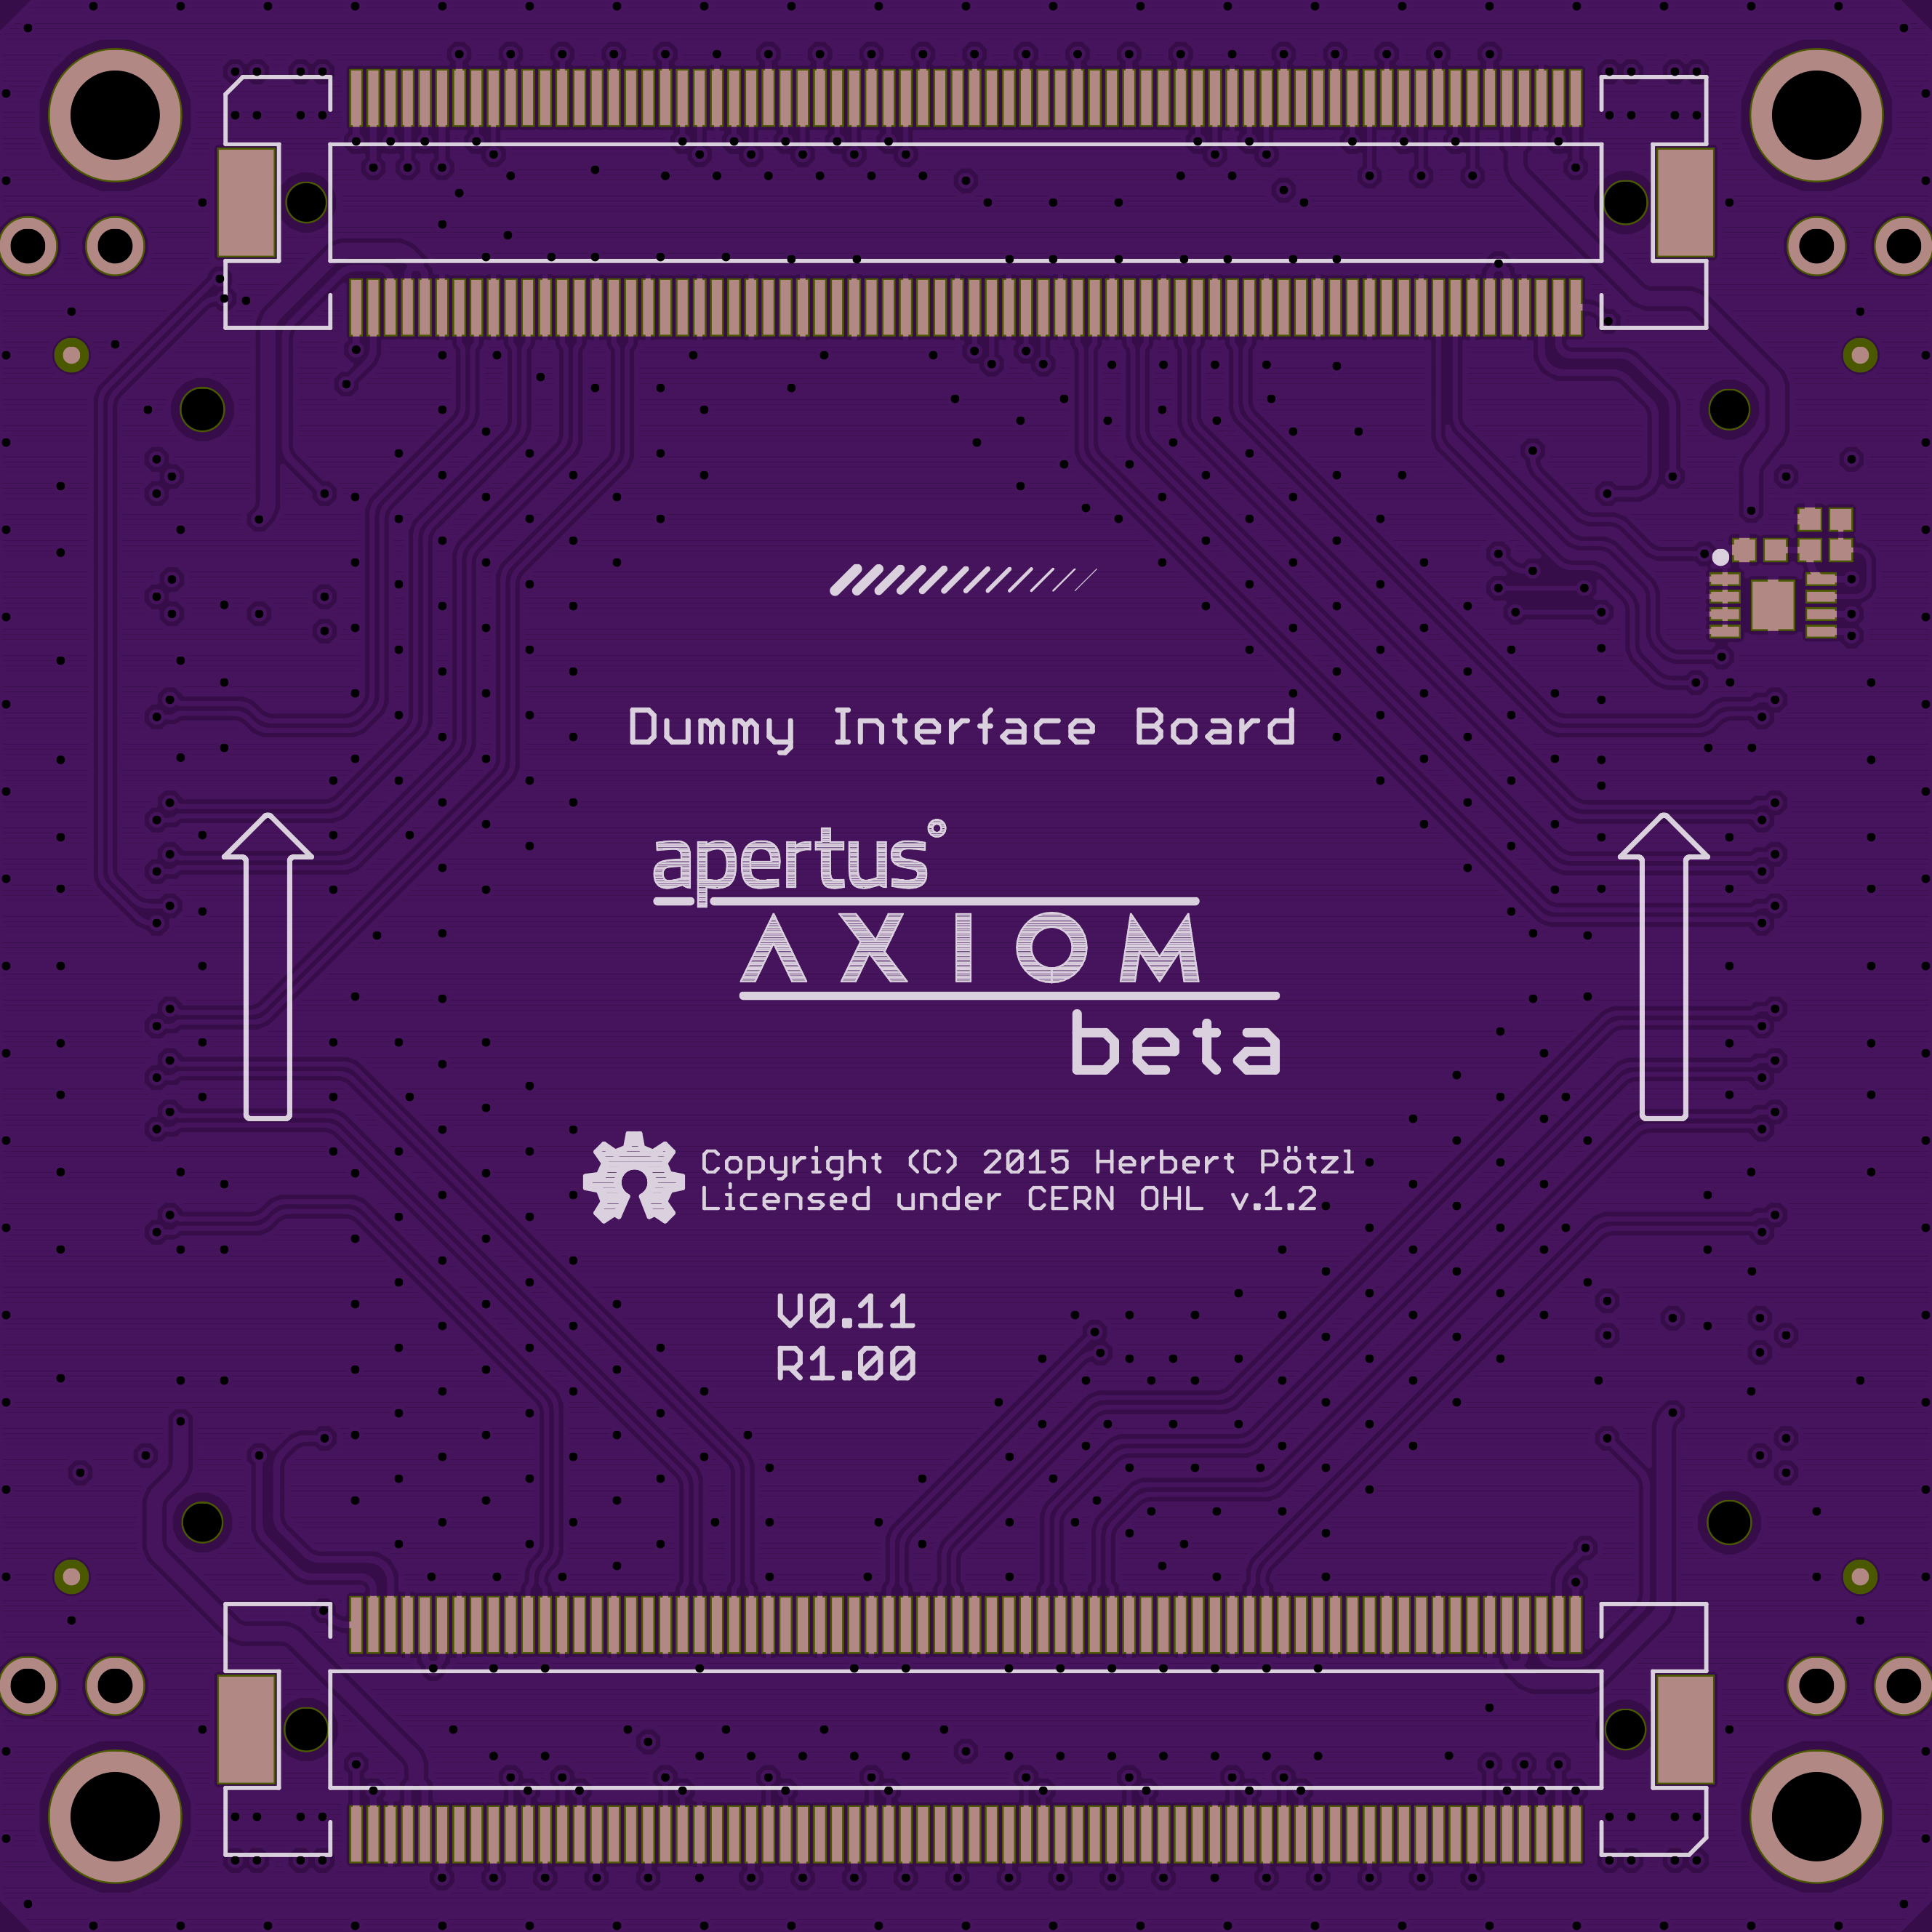 Dummy Interface Board
apertus°
AXIOM
beta
Copyright (C) 2015 Herbert Pötzl
Licensed under CERN OHL v.1.2
V0.11
R1.00